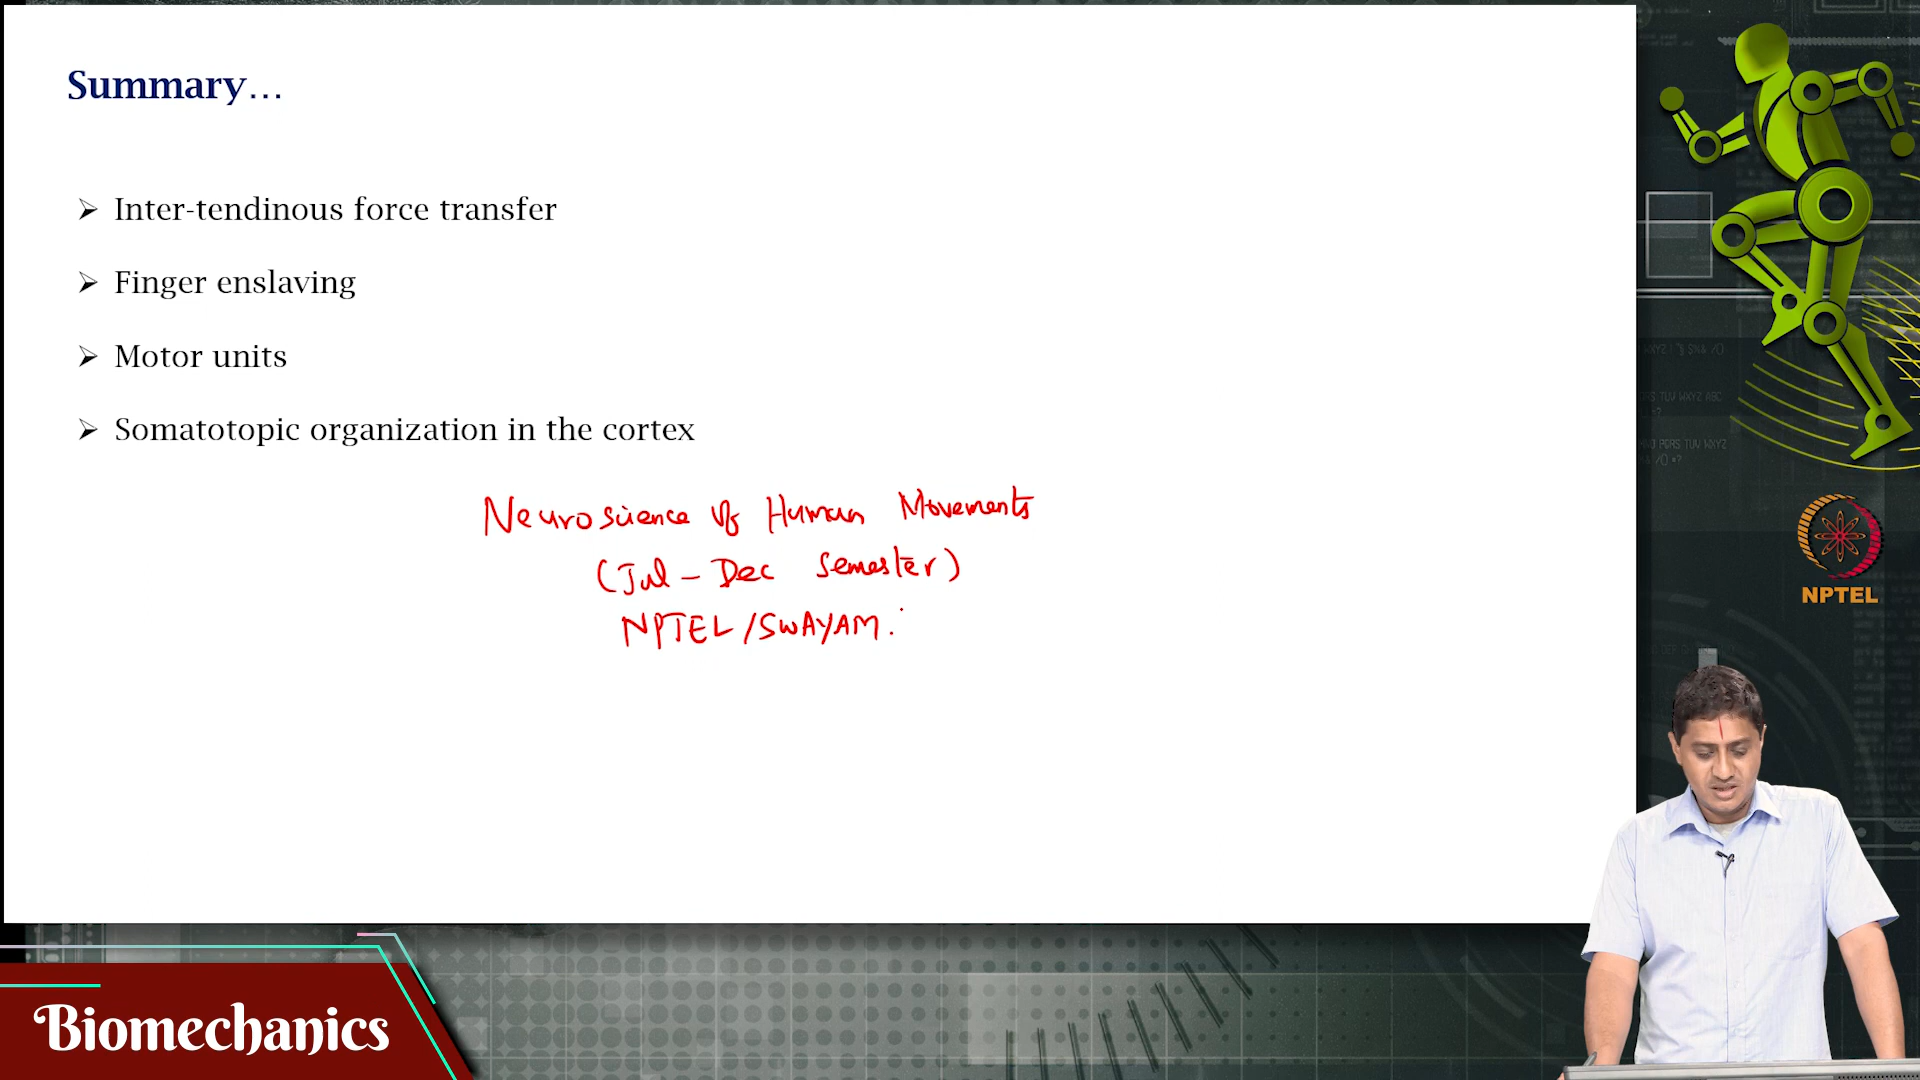 Summary...
➢ Inter-tendinous force transfer
➢ Finger enslaving
➢ Motor units
➢ Somatotopic organization in the cortex
Neuroscience of Human Movements
(Jul - Dec Semester)
NPTEL/SWAYAM.
NPTEL
Biomechanics